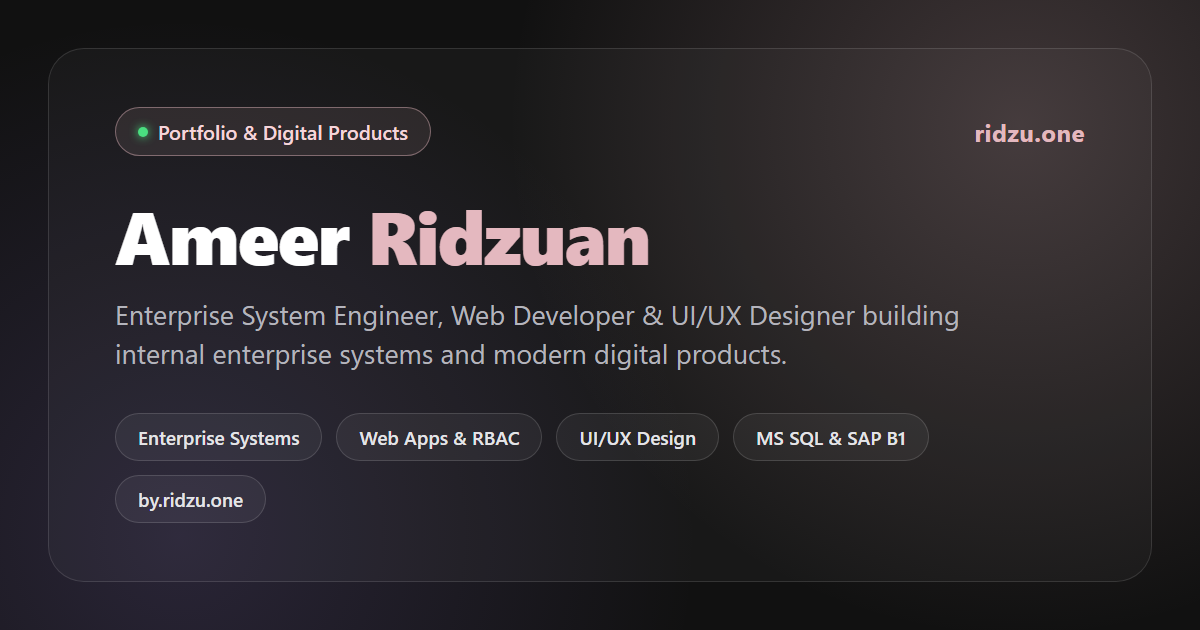 Portfolio & Digital Products
ridzu.one
Ameer Ridzuan
Enterprise System Engineer, Web Developer & UI/UX Designer building
internal enterprise systems and modern digital products.
Enterprise Systems
Web Apps & RBAC
UI/UX Design
MS SQL & SAP B1
by.ridzu.one